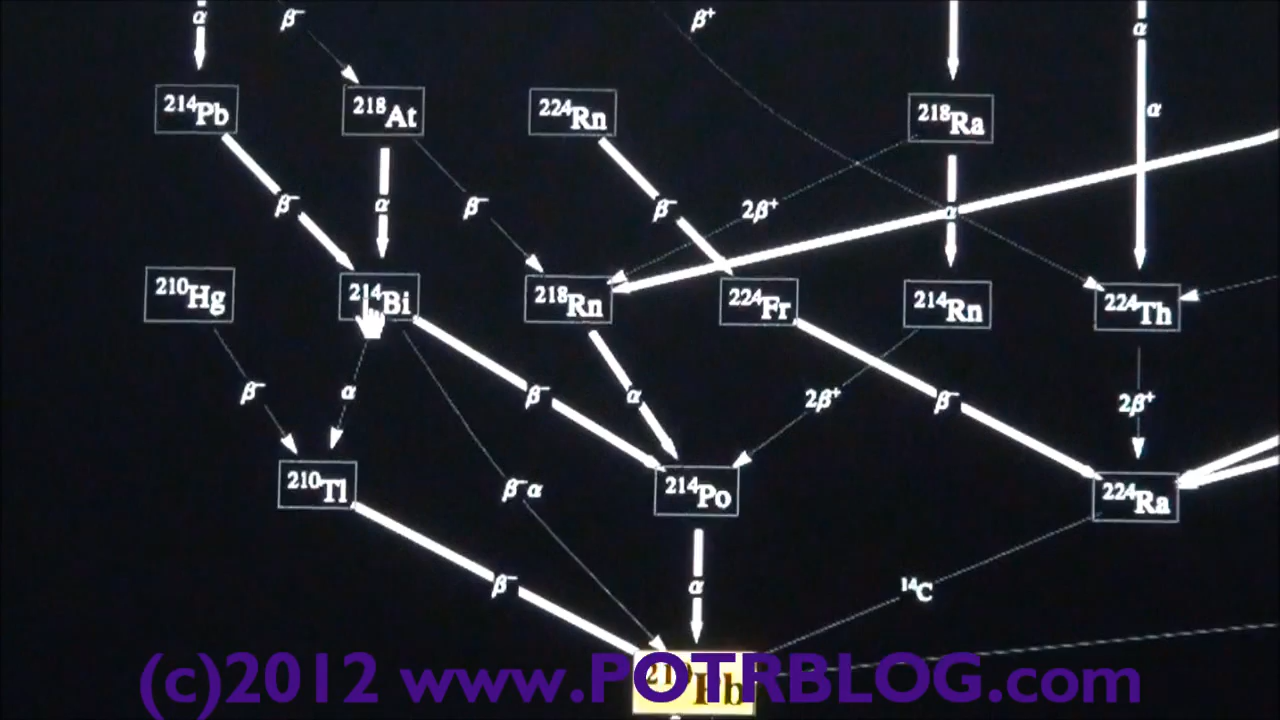 α β⁻ β⁺ α
²¹⁴Pb ²¹⁸At ²²⁴Rn ²¹⁸Ra α
β⁻ α β⁻ β⁻ 2β⁺ α
²¹⁰Hg ²¹⁴Bi ²¹⁸Rn ²²⁴Fr ²¹⁴Rn ²²⁴Th
β⁻ α β⁻ α 2β⁺ β⁻ 2β⁺
²¹⁰Tl β⁻α ²¹⁴Po ²²⁴Ra
β⁻ α ¹⁴C
Pb
(c)2012 www.POTRBLOG.com